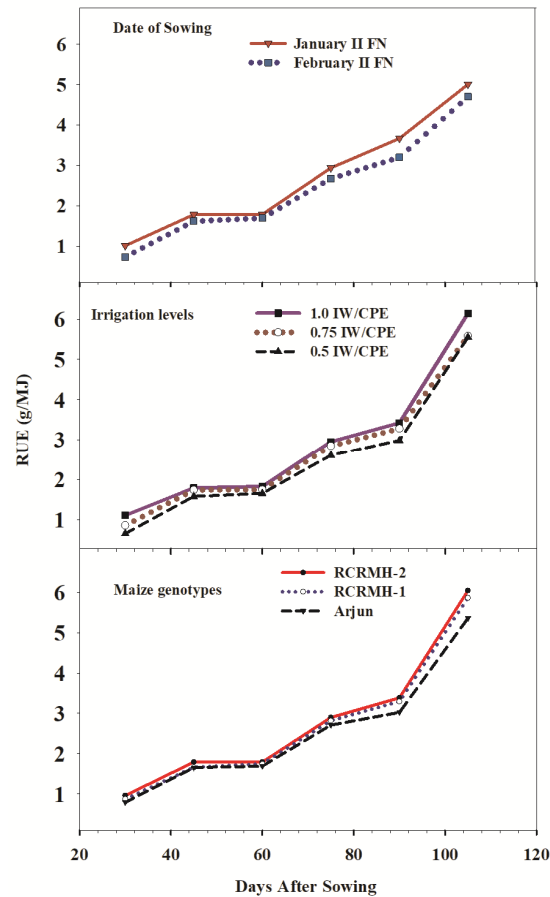 Date of Sowing
January II FN
February II FN
6
5
4
3
2
1
Irrigation levels
1.0 IW/CPE
0.75 IW/CPE
0.5 IW/CPE
6
5
4
3
2
1
RUE (g/MJ)
Maize genotypes
RCRMH-2
RCRMH-1
Arjun
6
5
4
3
2
1
20 40 60 80 100 120
Days After Sowing